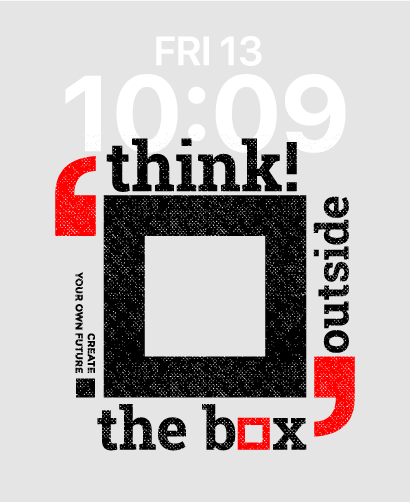 FRI 13
10:09
think!
outside
CREATE
YOUR OWN FUTURE
the box